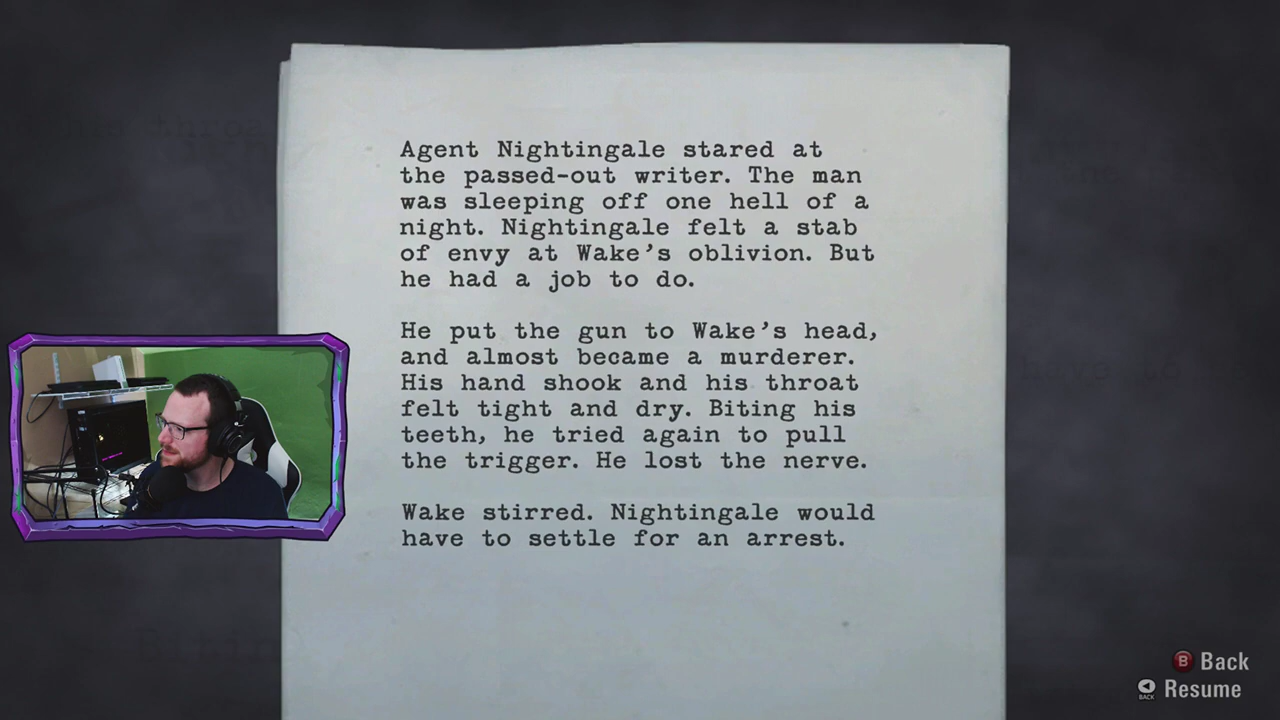 Agent Nightingale stared at
the passed-out writer. The man
was sleeping off one hell of a
night. Nightingale felt a stab
of envy at Wake’s oblivion. But
he had a job to do.
He put the gun to Wake’s head,
and almost became a murderer.
His hand shook and his throat
felt tight and dry. Biting his
teeth, he tried again to pull
the trigger. He lost the nerve.
Wake stirred. Nightingale would
have to settle for an arrest.
B Back
BACK Resume